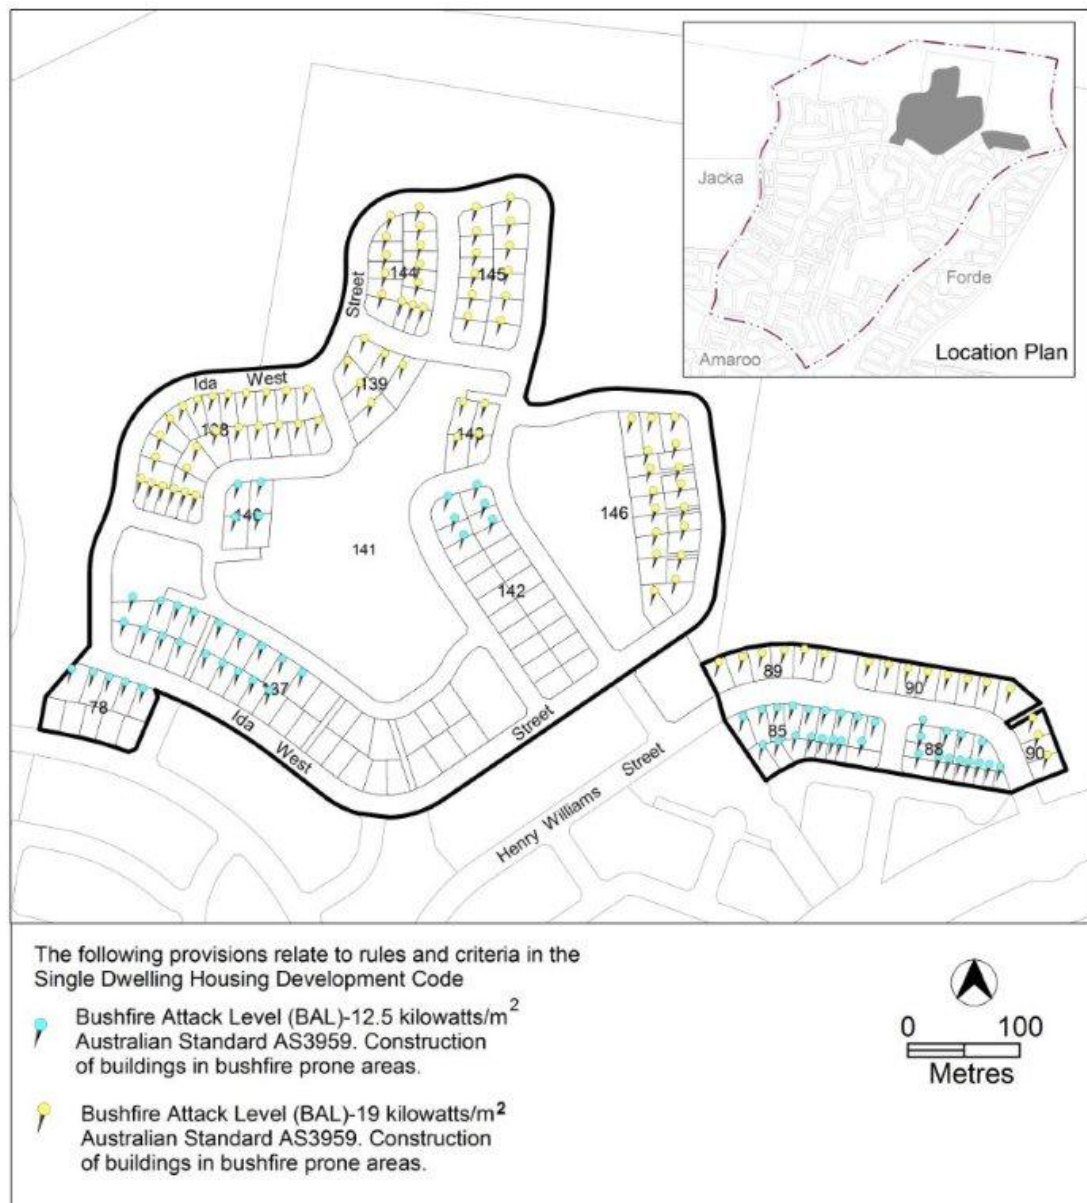 Jacka
Forde
Amaroo
Location Plan
Street
144
145
139
Ida West
138
143
140
141
146
142
137
78
Ida West
Street
89
90
85
88
90
Henry Williams Street
The following provisions relate to rules and criteria in the
Single Dwelling Housing Development Code
Bushfire Attack Level (BAL)-12.5 kilowatts/m²
Australian Standard AS3959. Construction
of buildings in bushfire prone areas.
Bushfire Attack Level (BAL)-19 kilowatts/m²
Australian Standard AS3959. Construction
of buildings in bushfire prone areas.
0 100
Metres